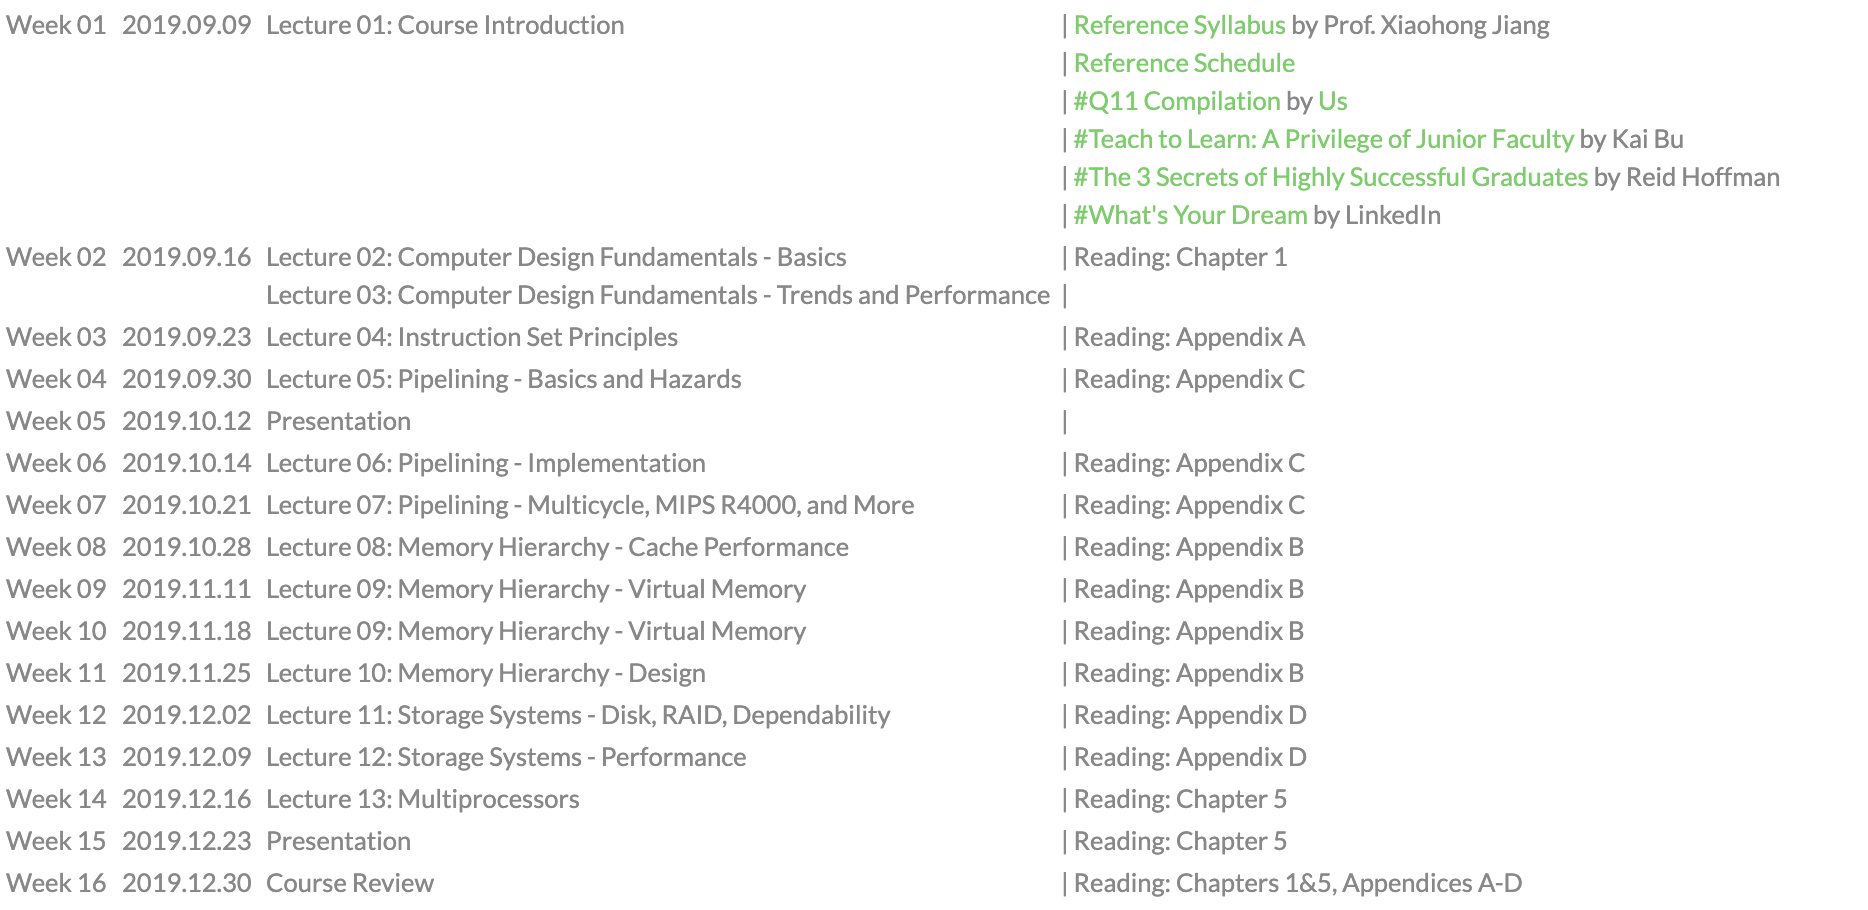 Week 01 2019.09.09 Lecture 01: Course Introduction | Reference Syllabus by Prof. Xiaohong Jiang
| Reference Schedule
| #Q11 Compilation by Us
| #Teach to Learn: A Privilege of Junior Faculty by Kai Bu
| #The 3 Secrets of Highly Successful Graduates by Reid Hoffman
| #What's Your Dream by LinkedIn
Week 02 2019.09.16 Lecture 02: Computer Design Fundamentals - Basics | Reading: Chapter 1
Lecture 03: Computer Design Fundamentals - Trends and Performance |
Week 03 2019.09.23 Lecture 04: Instruction Set Principles | Reading: Appendix A
Week 04 2019.09.30 Lecture 05: Pipelining - Basics and Hazards | Reading: Appendix C
Week 05 2019.10.12 Presentation |
Week 06 2019.10.14 Lecture 06: Pipelining - Implementation | Reading: Appendix C
Week 07 2019.10.21 Lecture 07: Pipelining - Multicycle, MIPS R4000, and More | Reading: Appendix C
Week 08 2019.10.28 Lecture 08: Memory Hierarchy - Cache Performance | Reading: Appendix B
Week 09 2019.11.11 Lecture 09: Memory Hierarchy - Virtual Memory | Reading: Appendix B
Week 10 2019.11.18 Lecture 09: Memory Hierarchy - Virtual Memory | Reading: Appendix B
Week 11 2019.11.25 Lecture 10: Memory Hierarchy - Design | Reading: Appendix B
Week 12 2019.12.02 Lecture 11: Storage Systems - Disk, RAID, Dependability | Reading: Appendix D
Week 13 2019.12.09 Lecture 12: Storage Systems - Performance | Reading: Appendix D
Week 14 2019.12.16 Lecture 13: Multiprocessors | Reading: Chapter 5
Week 15 2019.12.23 Presentation | Reading: Chapter 5
Week 16 2019.12.30 Course Review | Reading: Chapters 1&5, Appendices A-D